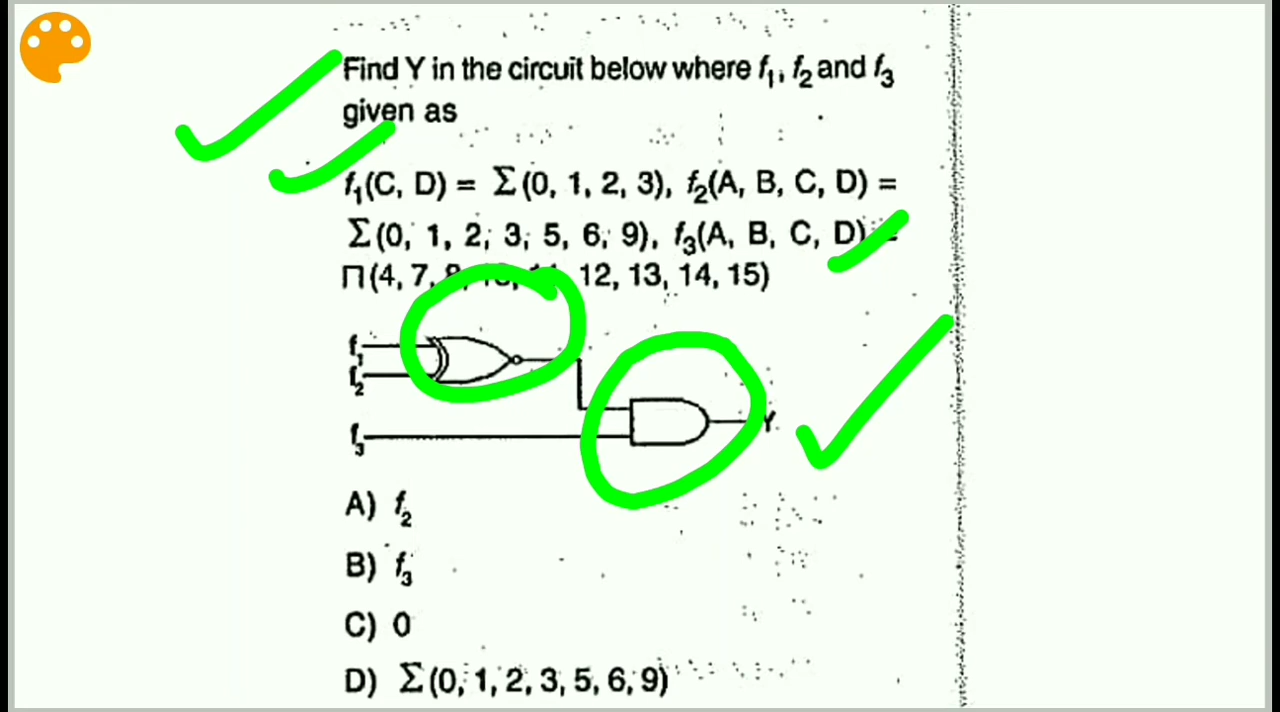 Find Y in the circuit below where f₁, f₂ and f₃
given as
f₁(C, D) = Σ(0, 1, 2, 3), f₂(A, B, C, D) =
Σ(0, 1, 2, 3, 5, 6, 9), f₃(A, B, C, D) =
Π(4, 7, 12, 13, 14, 15)
f₁
f₂
f₃
Y
A) f₂
B) f₃
C) 0
D) Σ(0, 1, 2, 3, 5, 6, 9)